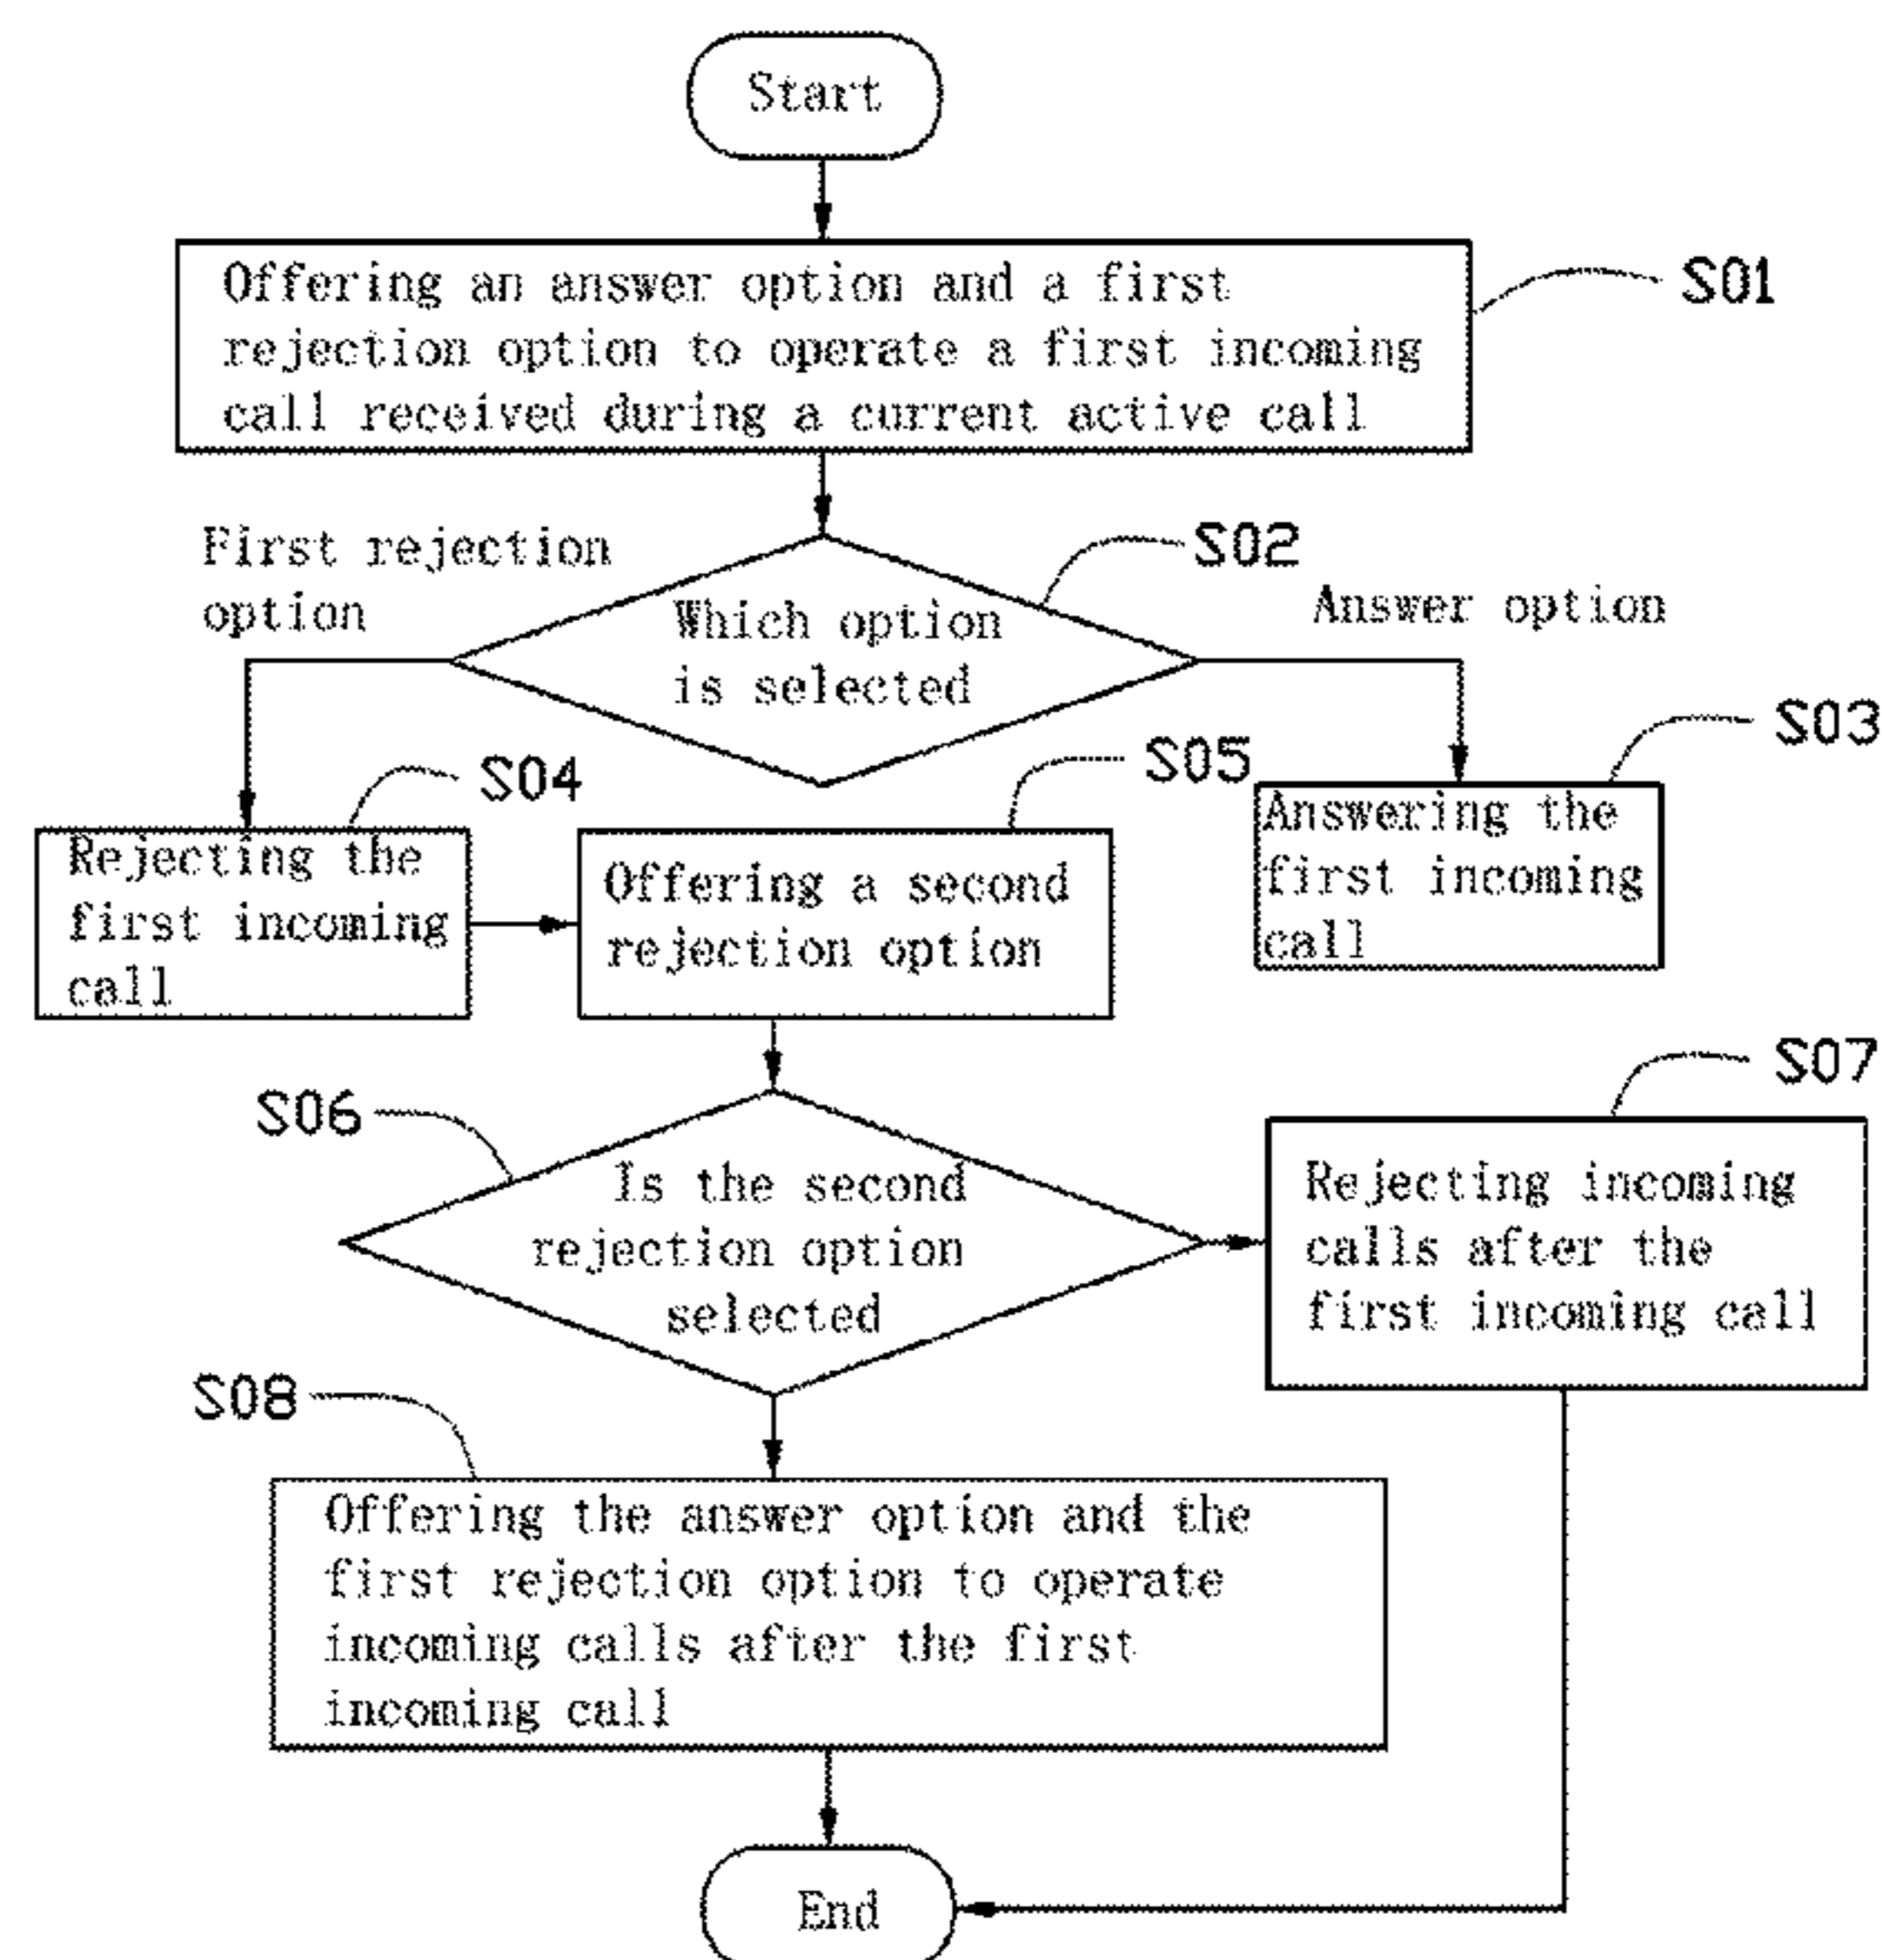 Start
Offering an answer option and a first
rejection option to operate a first incoming
call received during a current active call
S01
First rejection
option
S02
Which option
is selected
Answer option
S03
S04
S05
Rejecting the
first incoming
call
Offering a second
rejection option
Answering the
first incoming
call
S06
S07
Is the second
rejection option
selected
Rejecting incoming
calls after the
first incoming call
S08
Offering the answer option and the
first rejection option to operate
incoming calls after the first
incoming call
End